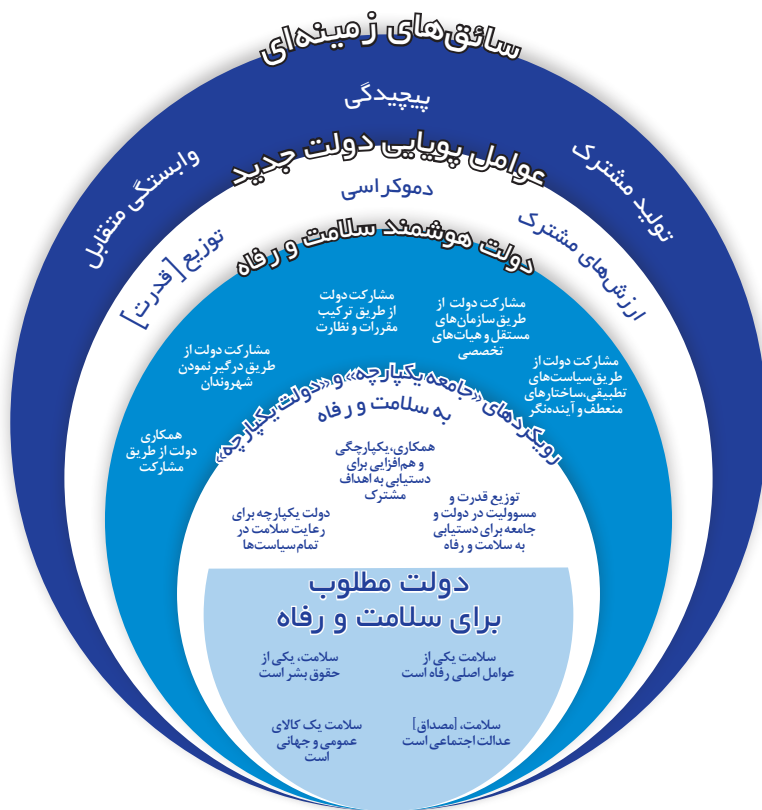 سائق‌های زمینه‌ای
پیچیدگی
تولید مشترک
وابستگی متقابل
عوامل پویایی دولت جدید
دموکراسی
ارزش‌های مشترک
توزیع [قدرت]
دولت هوشمند سلامت و رفاه
مشارکت دولت از
طریق سیاست‌های
تطبیقی،ساختارهای
منعطف و آینده‌نگر
مشارکت دولت از
طریق سازمان‌های
مستقل و هیات‌های
تخصصی
مشارکت دولت
از طریق ترکیب
مقررات و نظارت
مشارکت دولت از
طریق درگیر نمودن
شهروندان
همکاری
دولت از طریق
مشارکت
رویکردهای «جامعه یکپارچه» و «دولت یکپارچه»
به سلامت و رفاه
همکاری،یکپارچگی
و هم‌افزایی برای
دستیابی به اهداف
مشترک
توزیع قدرت و
مسوولیت در دولت و
جامعه برای دستیابی
به سلامت و رفاه
دولت یکپارچه برای
رعایت سلامت در
تمام سیاست‌ها
دولت مطلوب
برای سلامت و رفاه
سلامت یکی از
عوامل اصلی رفاه است
سلامت، یکی از
حقوق بشر است
سلامت، [مصداق]
عدالت اجتماعی است
سلامت یک کالای
عمومی و جهانی
است